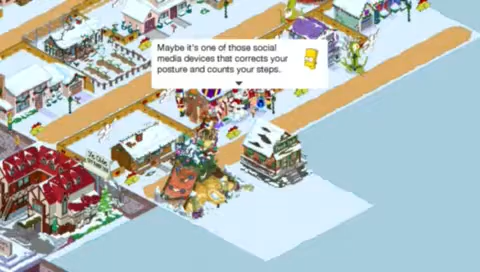 Maybe it's one of those social
media devices that corrects your
posture and counts your steps.